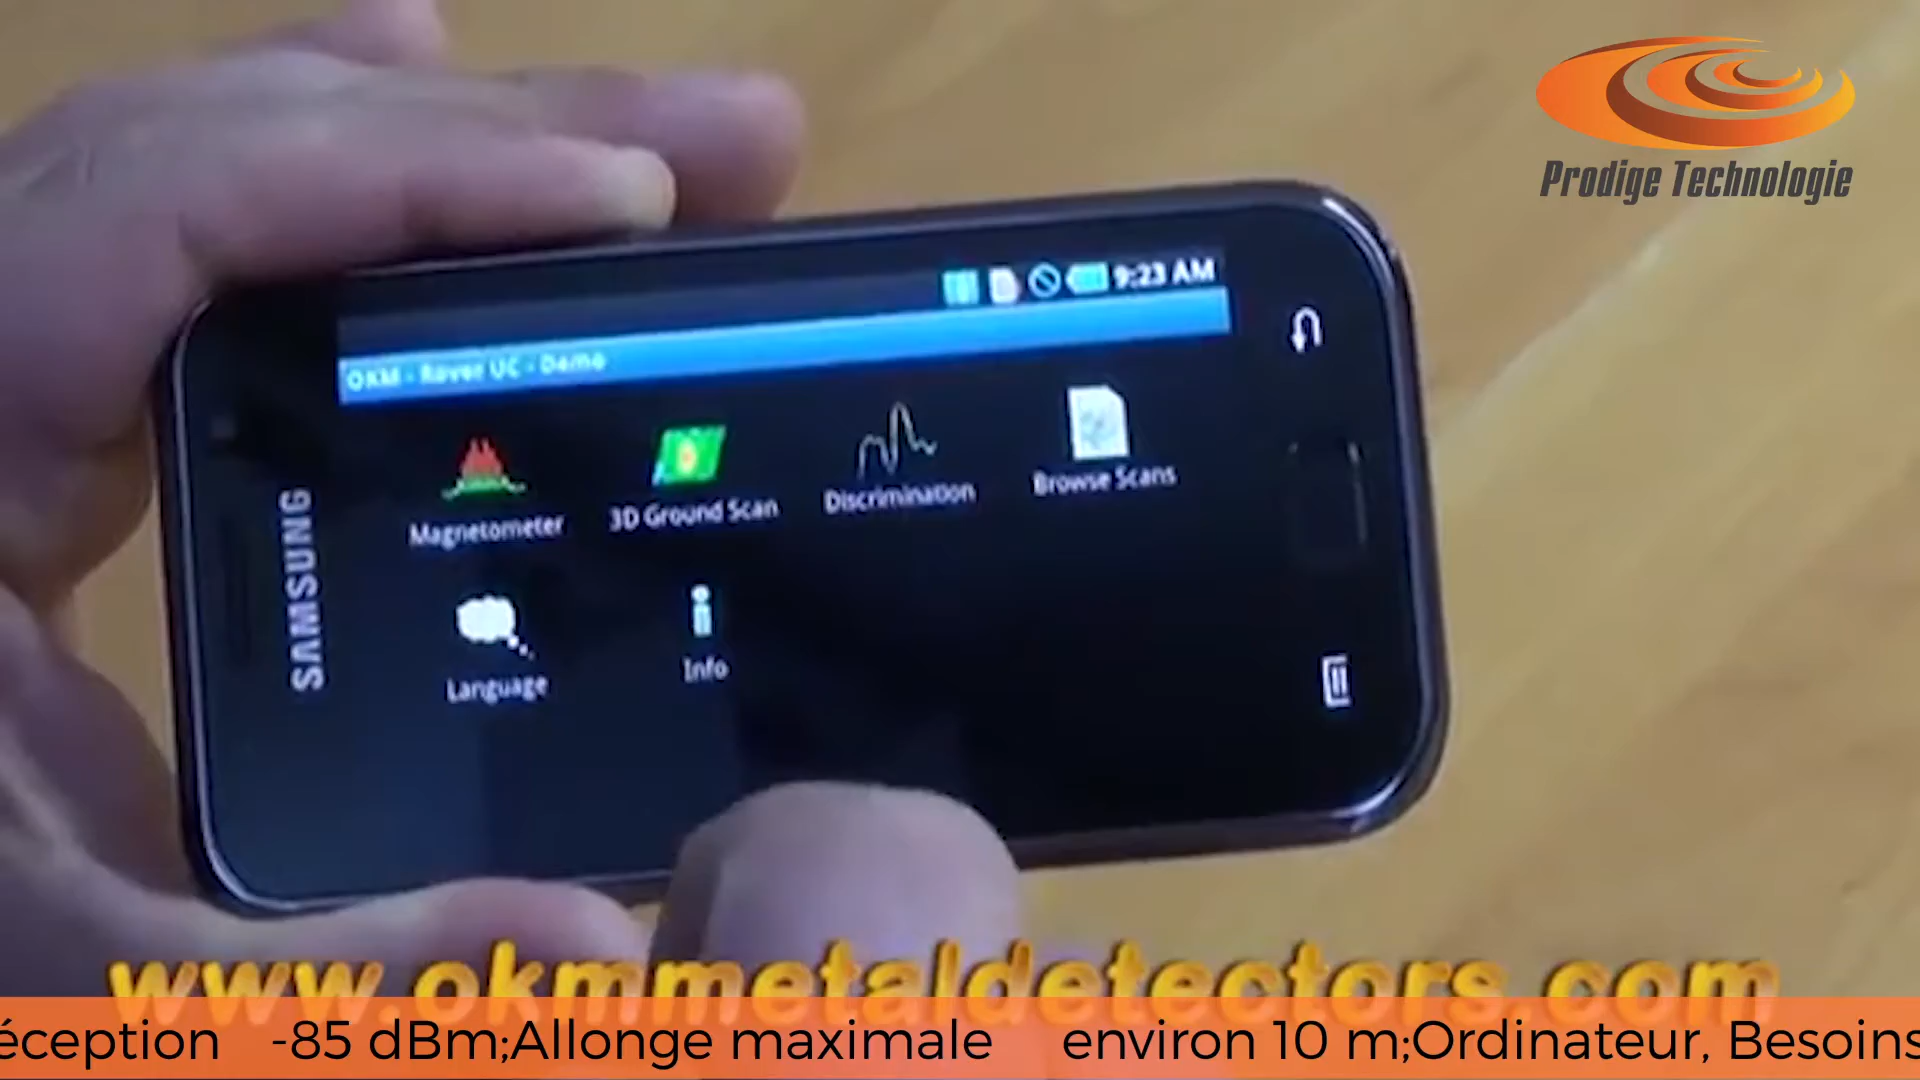 Prodige Technologie
9:23 AM
OKM - Rover UC - Demo
Magnetometer
3D Ground Scan
Discrimination
Browse Scans
Language
Info
SAMSUNG
www.okmmetaldetectors.com
éception -85 dBm;Allonge maximale environ 10 m;Ordinateur, Besoins